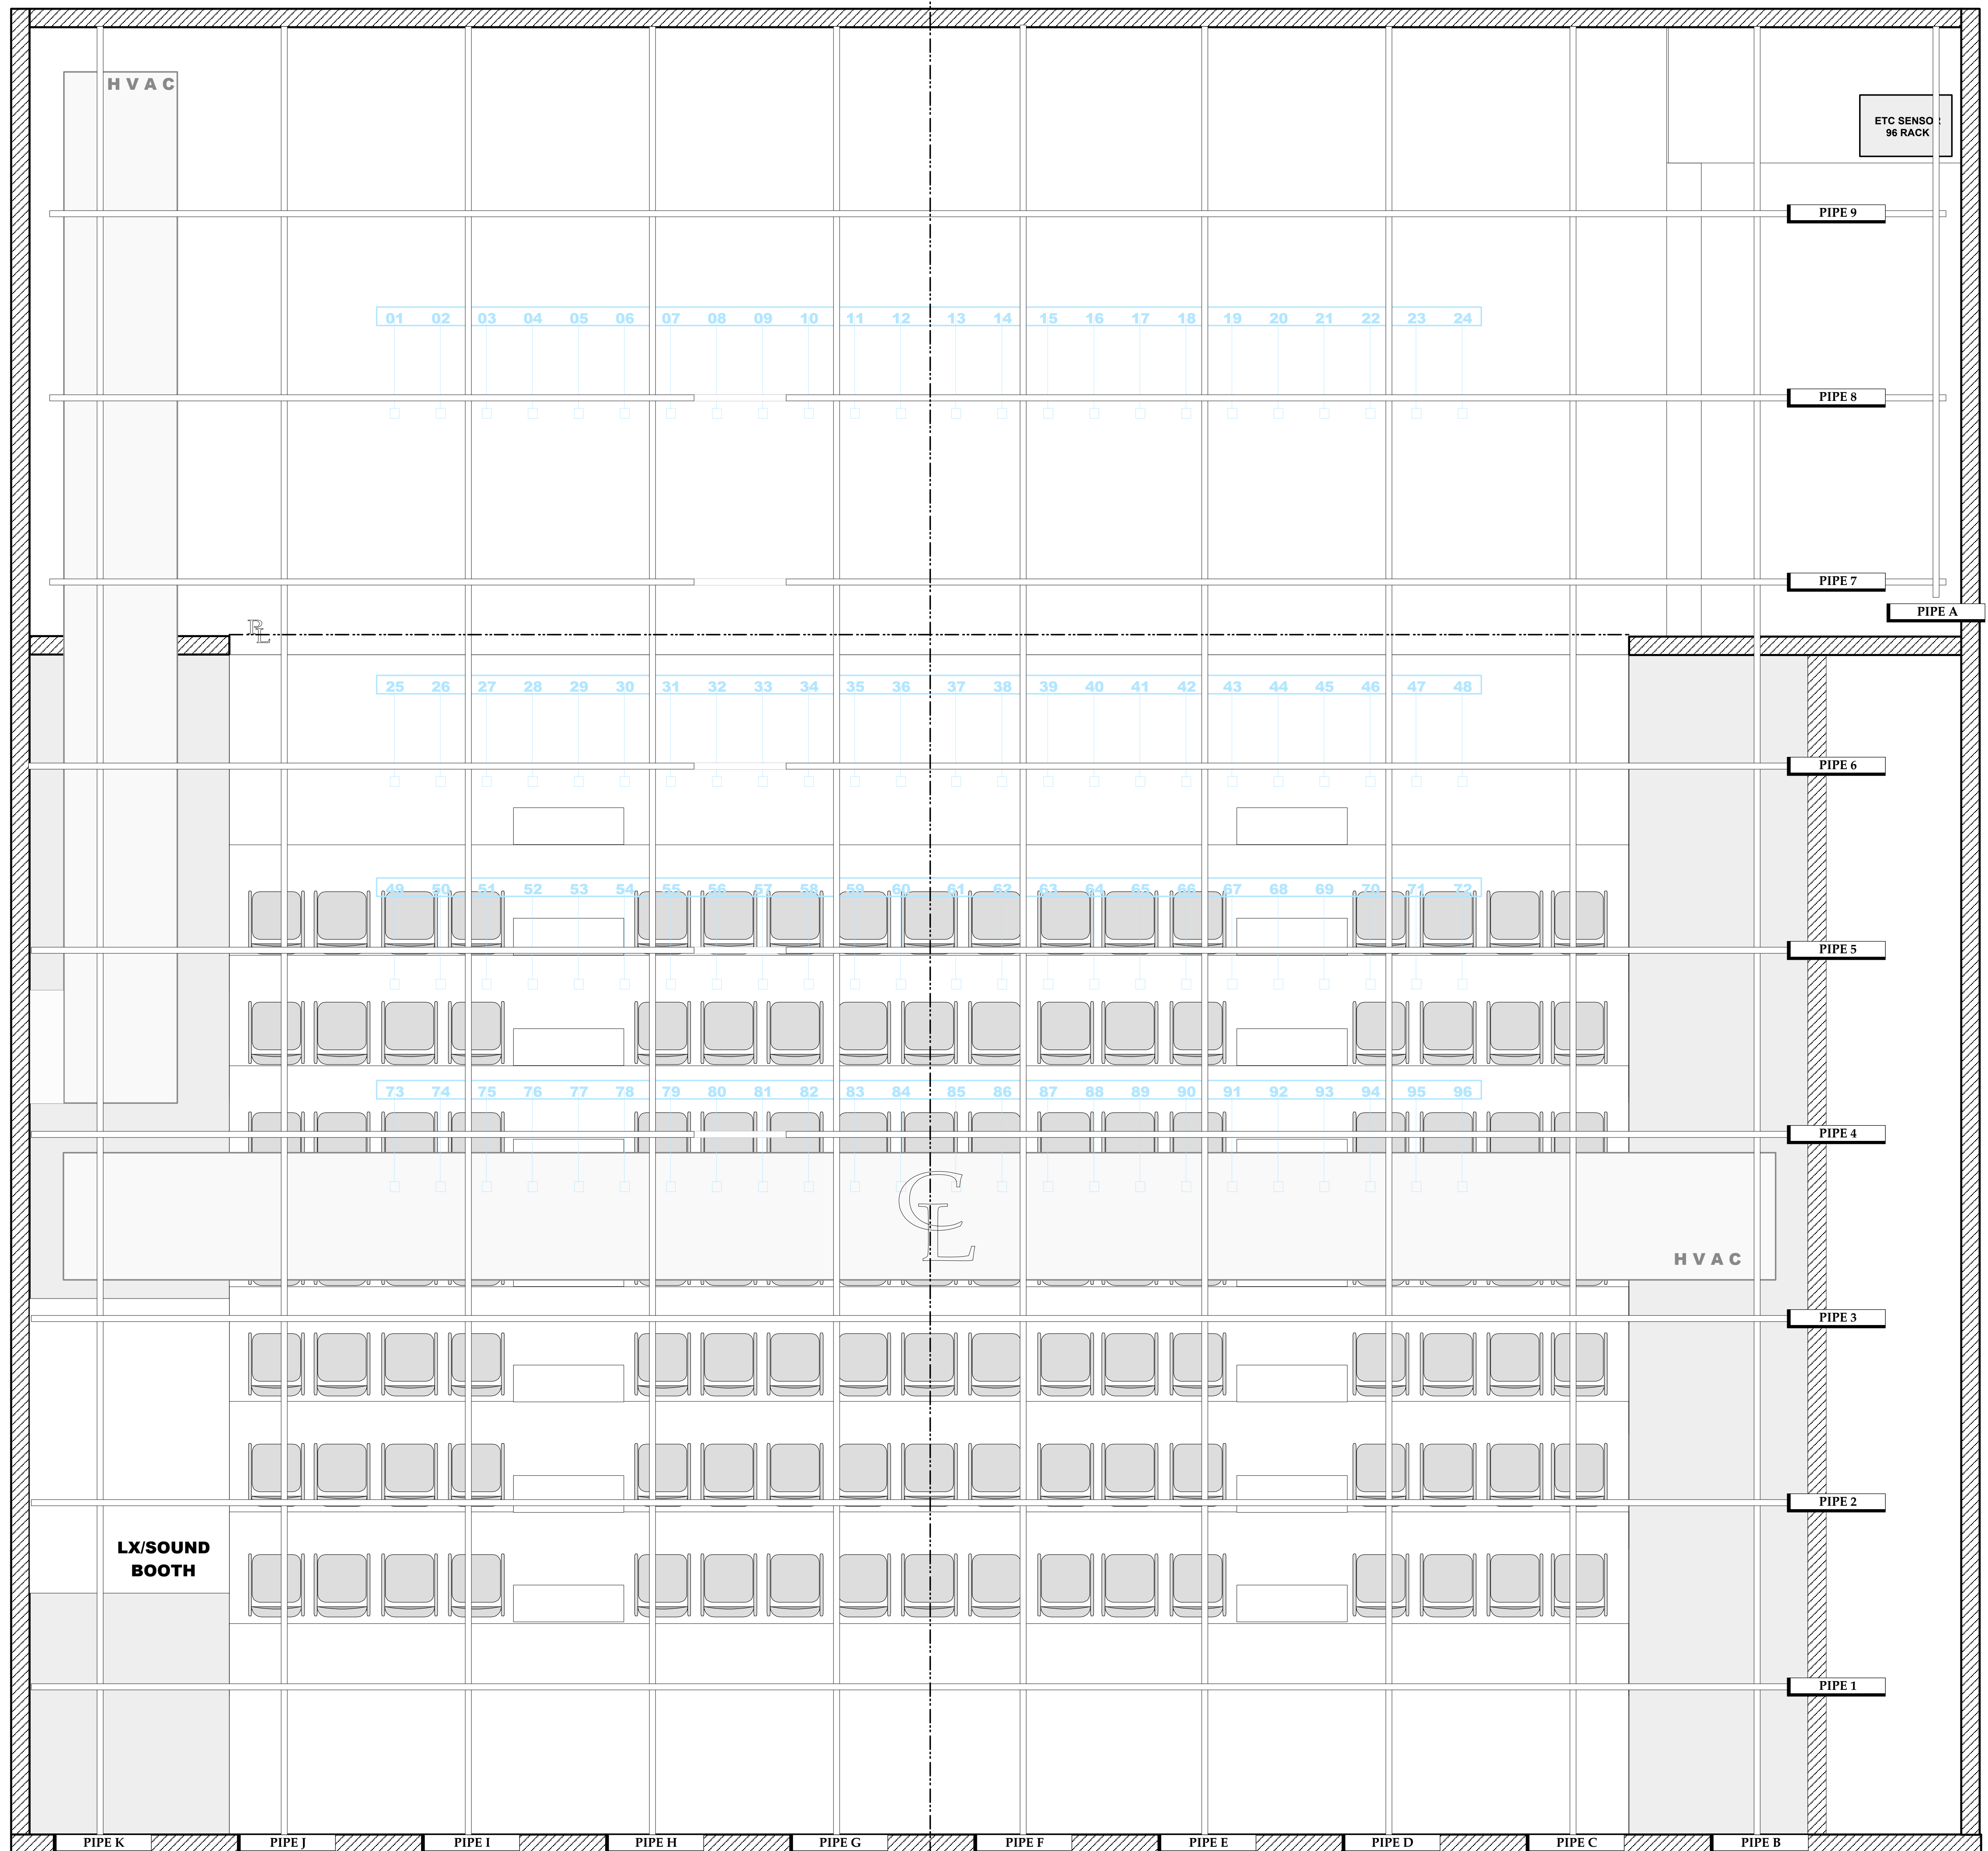 H V A C
ETC SENSOR
96 RACK
PIPE 9
01 02 03 04 05 06 07 08 09 10 11 12 13 14 15 16 17 18 19 20 21 22 23 24
PIPE 8
PIPE 7
PIPE A
PL
25 26 27 28 29 30 31 32 33 34 35 36 37 38 39 40 41 42 43 44 45 46 47 48
PIPE 6
49 50 51 52 53 54 55 56 57 58 59 60 61 62 63 64 65 66 67 68 69 70 71 72
PIPE 5
73 74 75 76 77 78 79 80 81 82 83 84 85 86 87 88 89 90 91 92 93 94 95 96
PIPE 4
CL
H V A C
PIPE 3
PIPE 2
LX/SOUND
BOOTH
PIPE 1
PIPE K PIPE J PIPE I PIPE H PIPE G PIPE F PIPE E PIPE D PIPE C PIPE B